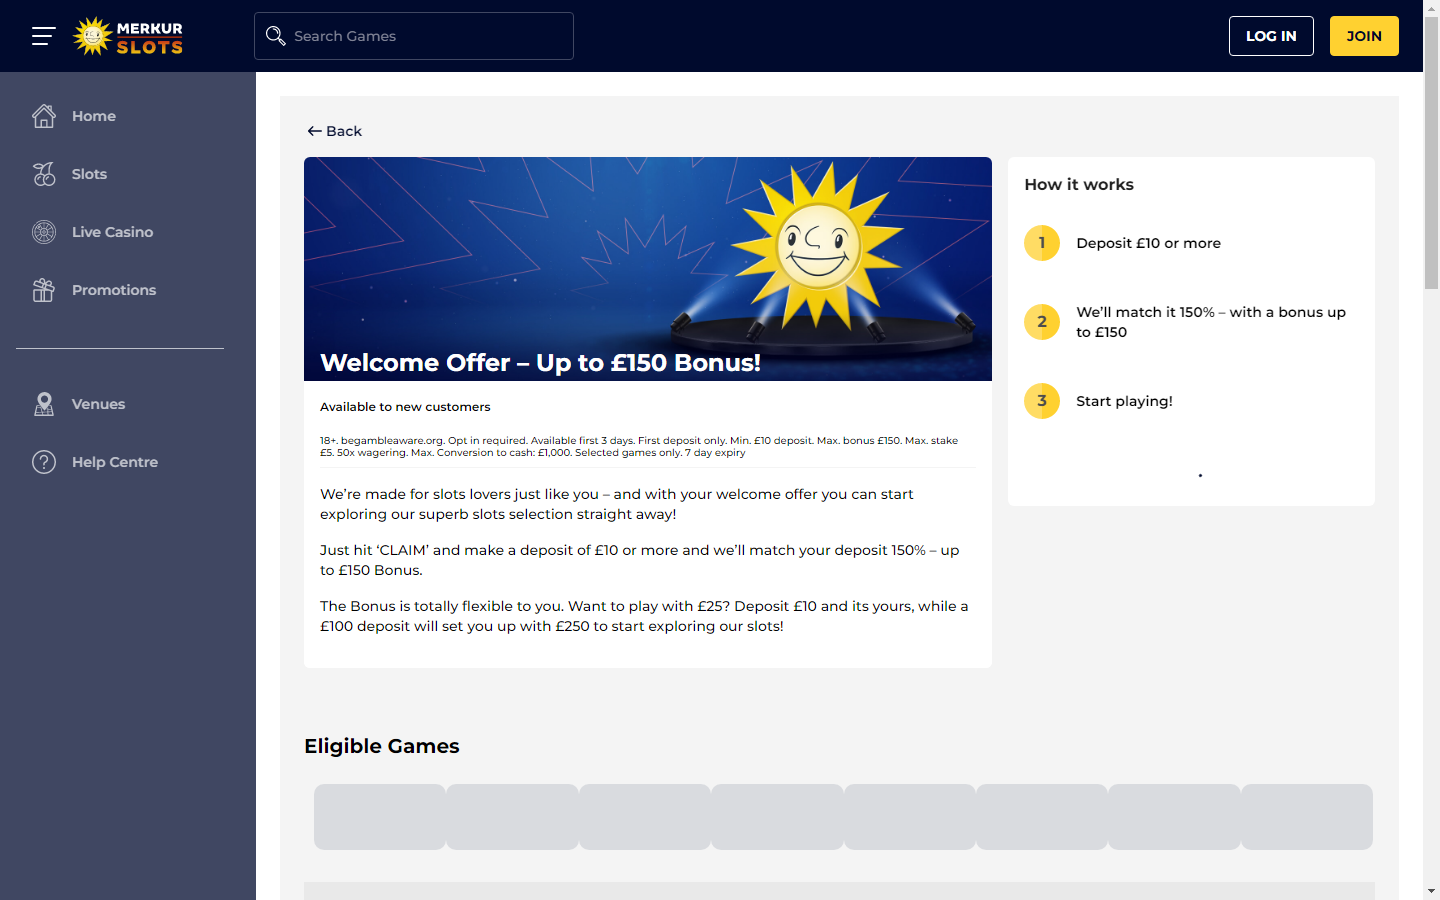 MERKUR
SLOTS
Search Games
LOG IN
JOIN
Home
Slots
Live Casino
Promotions
Venues
Help Centre
Back
Welcome Offer – Up to £150 Bonus!
Available to new customers
18+. begambleaware.org. Opt in required. Available first 3 days. First deposit only. Min. £10 deposit. Max. bonus £150. Max. stake
£5. 50x wagering. Max. Conversion to cash: £1,000. Selected games only. 7 day expiry
We’re made for slots lovers just like you – and with your welcome offer you can start
exploring our superb slots selection straight away!
Just hit ‘CLAIM’ and make a deposit of £10 or more and we’ll match your deposit 150% – up
to £150 Bonus.
The Bonus is totally flexible to you. Want to play with £25? Deposit £10 and its yours, while a
£100 deposit will set you up with £250 to start exploring our slots!
How it works
1
Deposit £10 or more
2
We’ll match it 150% – with a bonus up
to £150
3
Start playing!
Eligible Games